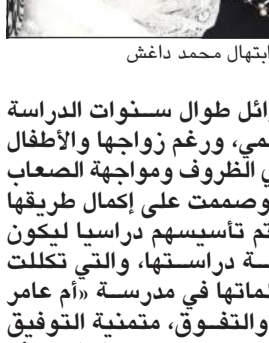 ابتهال محمد داغش
وائل طوال سنوات الدراسة
مي، ورغم زواجها والأطفال
ي الظروف ومواجهة الصعاب
وصممت على إكمال طريقها
تم تأسيسهم دراسيا ليكون
ـة دراستها، والتي تكللت
لماتها في مدرسة «أم عامر
والتفوق، متمنية التوفيق